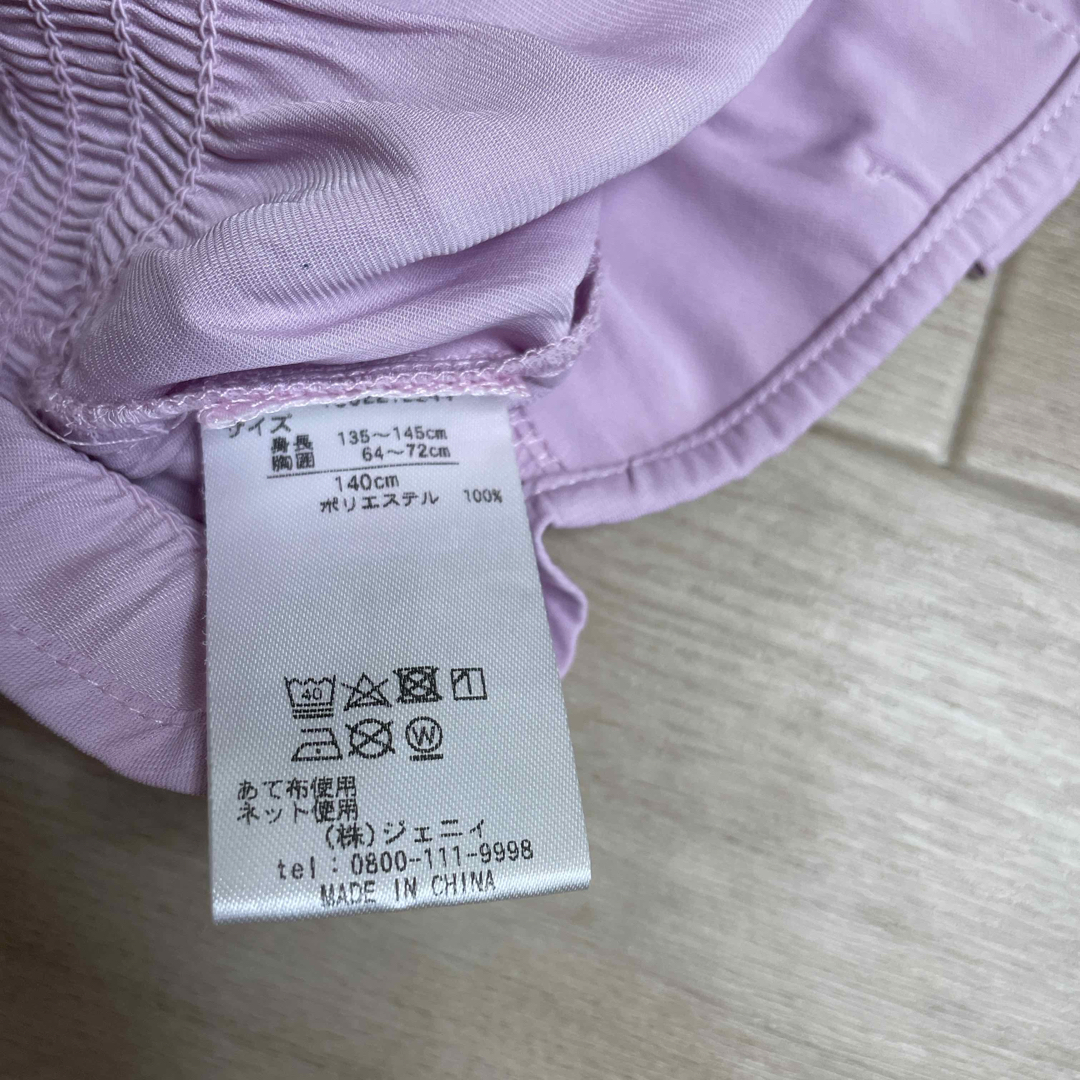 サイズ
身長 135～145cm
胸囲 64～72cm
140cm
ポリエステル 100%
40
W
あて布使用
ネット使用
(株)ジェニィ
tel：0800-111-9998
MADE IN CHINA